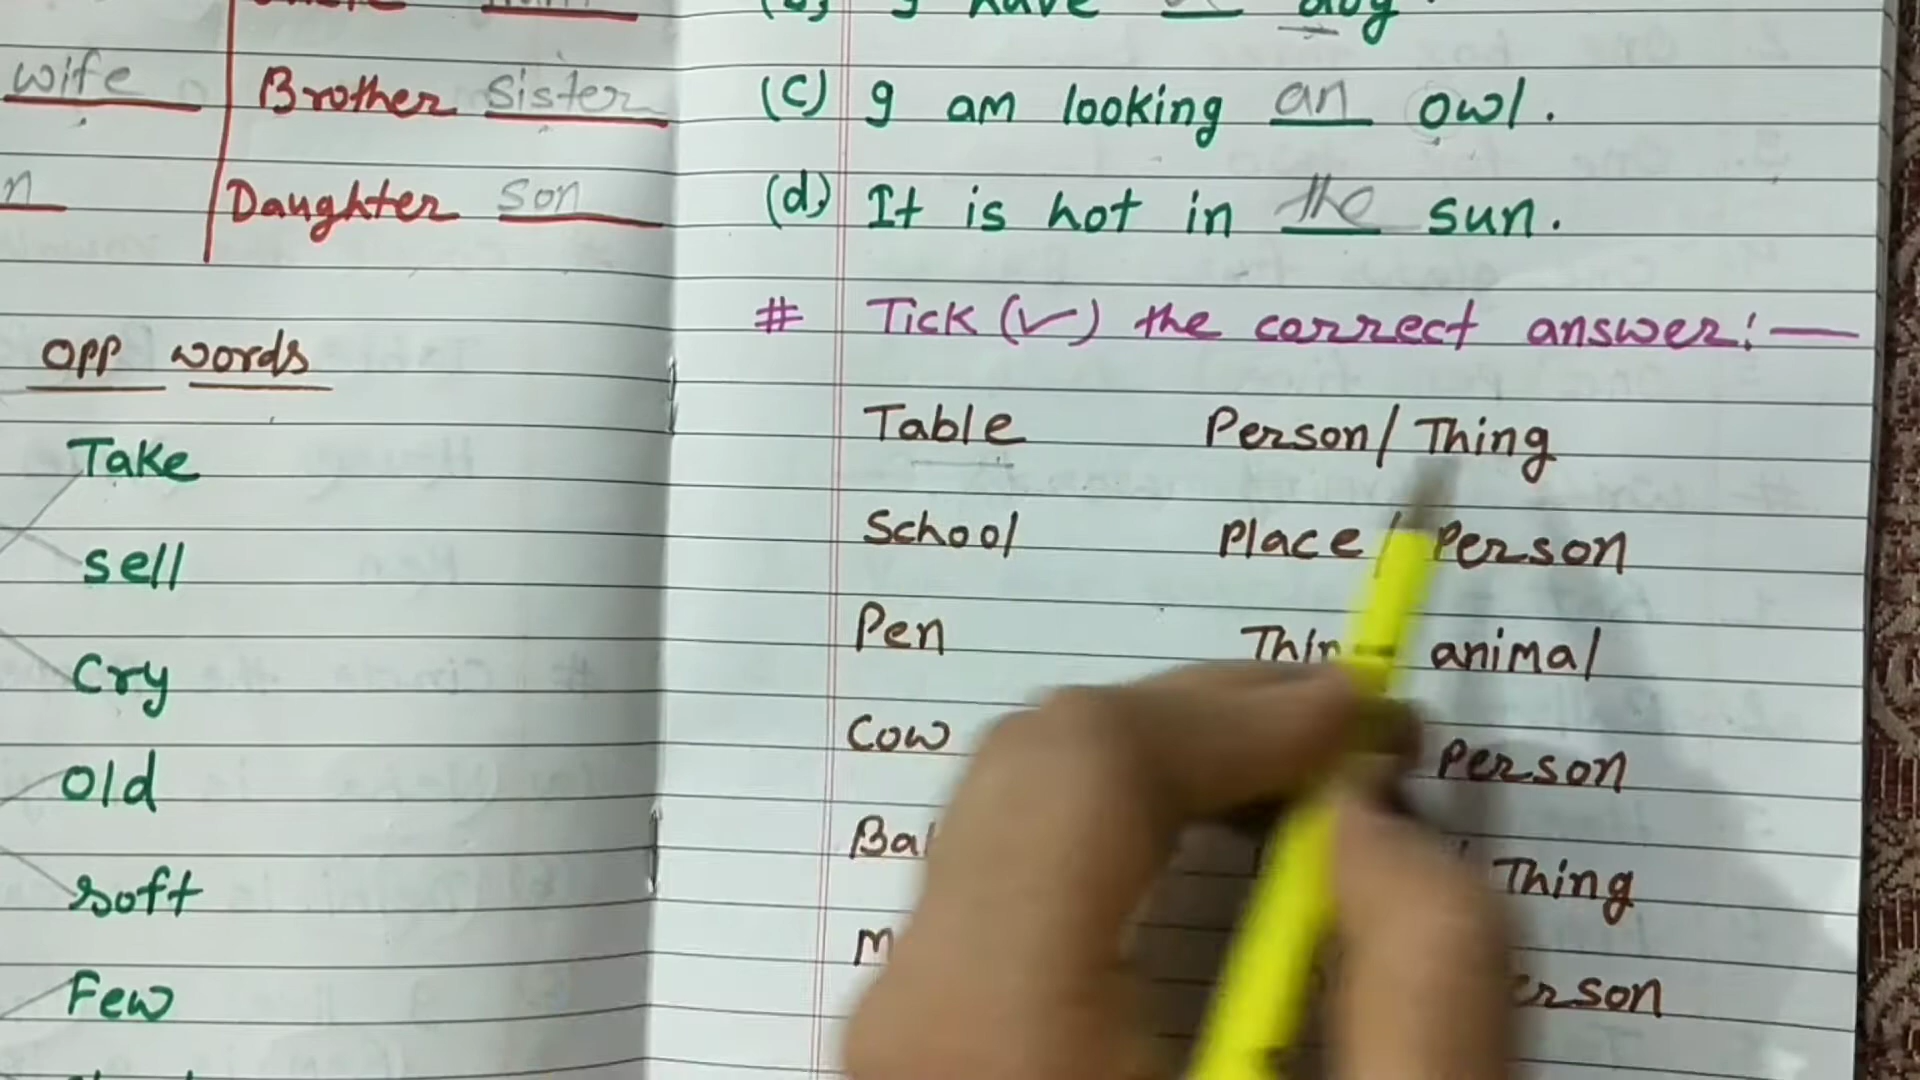 wife Brother sister
Daughter son
opp words
Take
sell
Cry
old
soft
Few
I have dog
(c) I am looking an owl.
(d) It is hot in the sun.
# Tick (✓) the correct answer:—
Table Person/Thing
School Place/Person
Pen animal
Cow Person
Thing